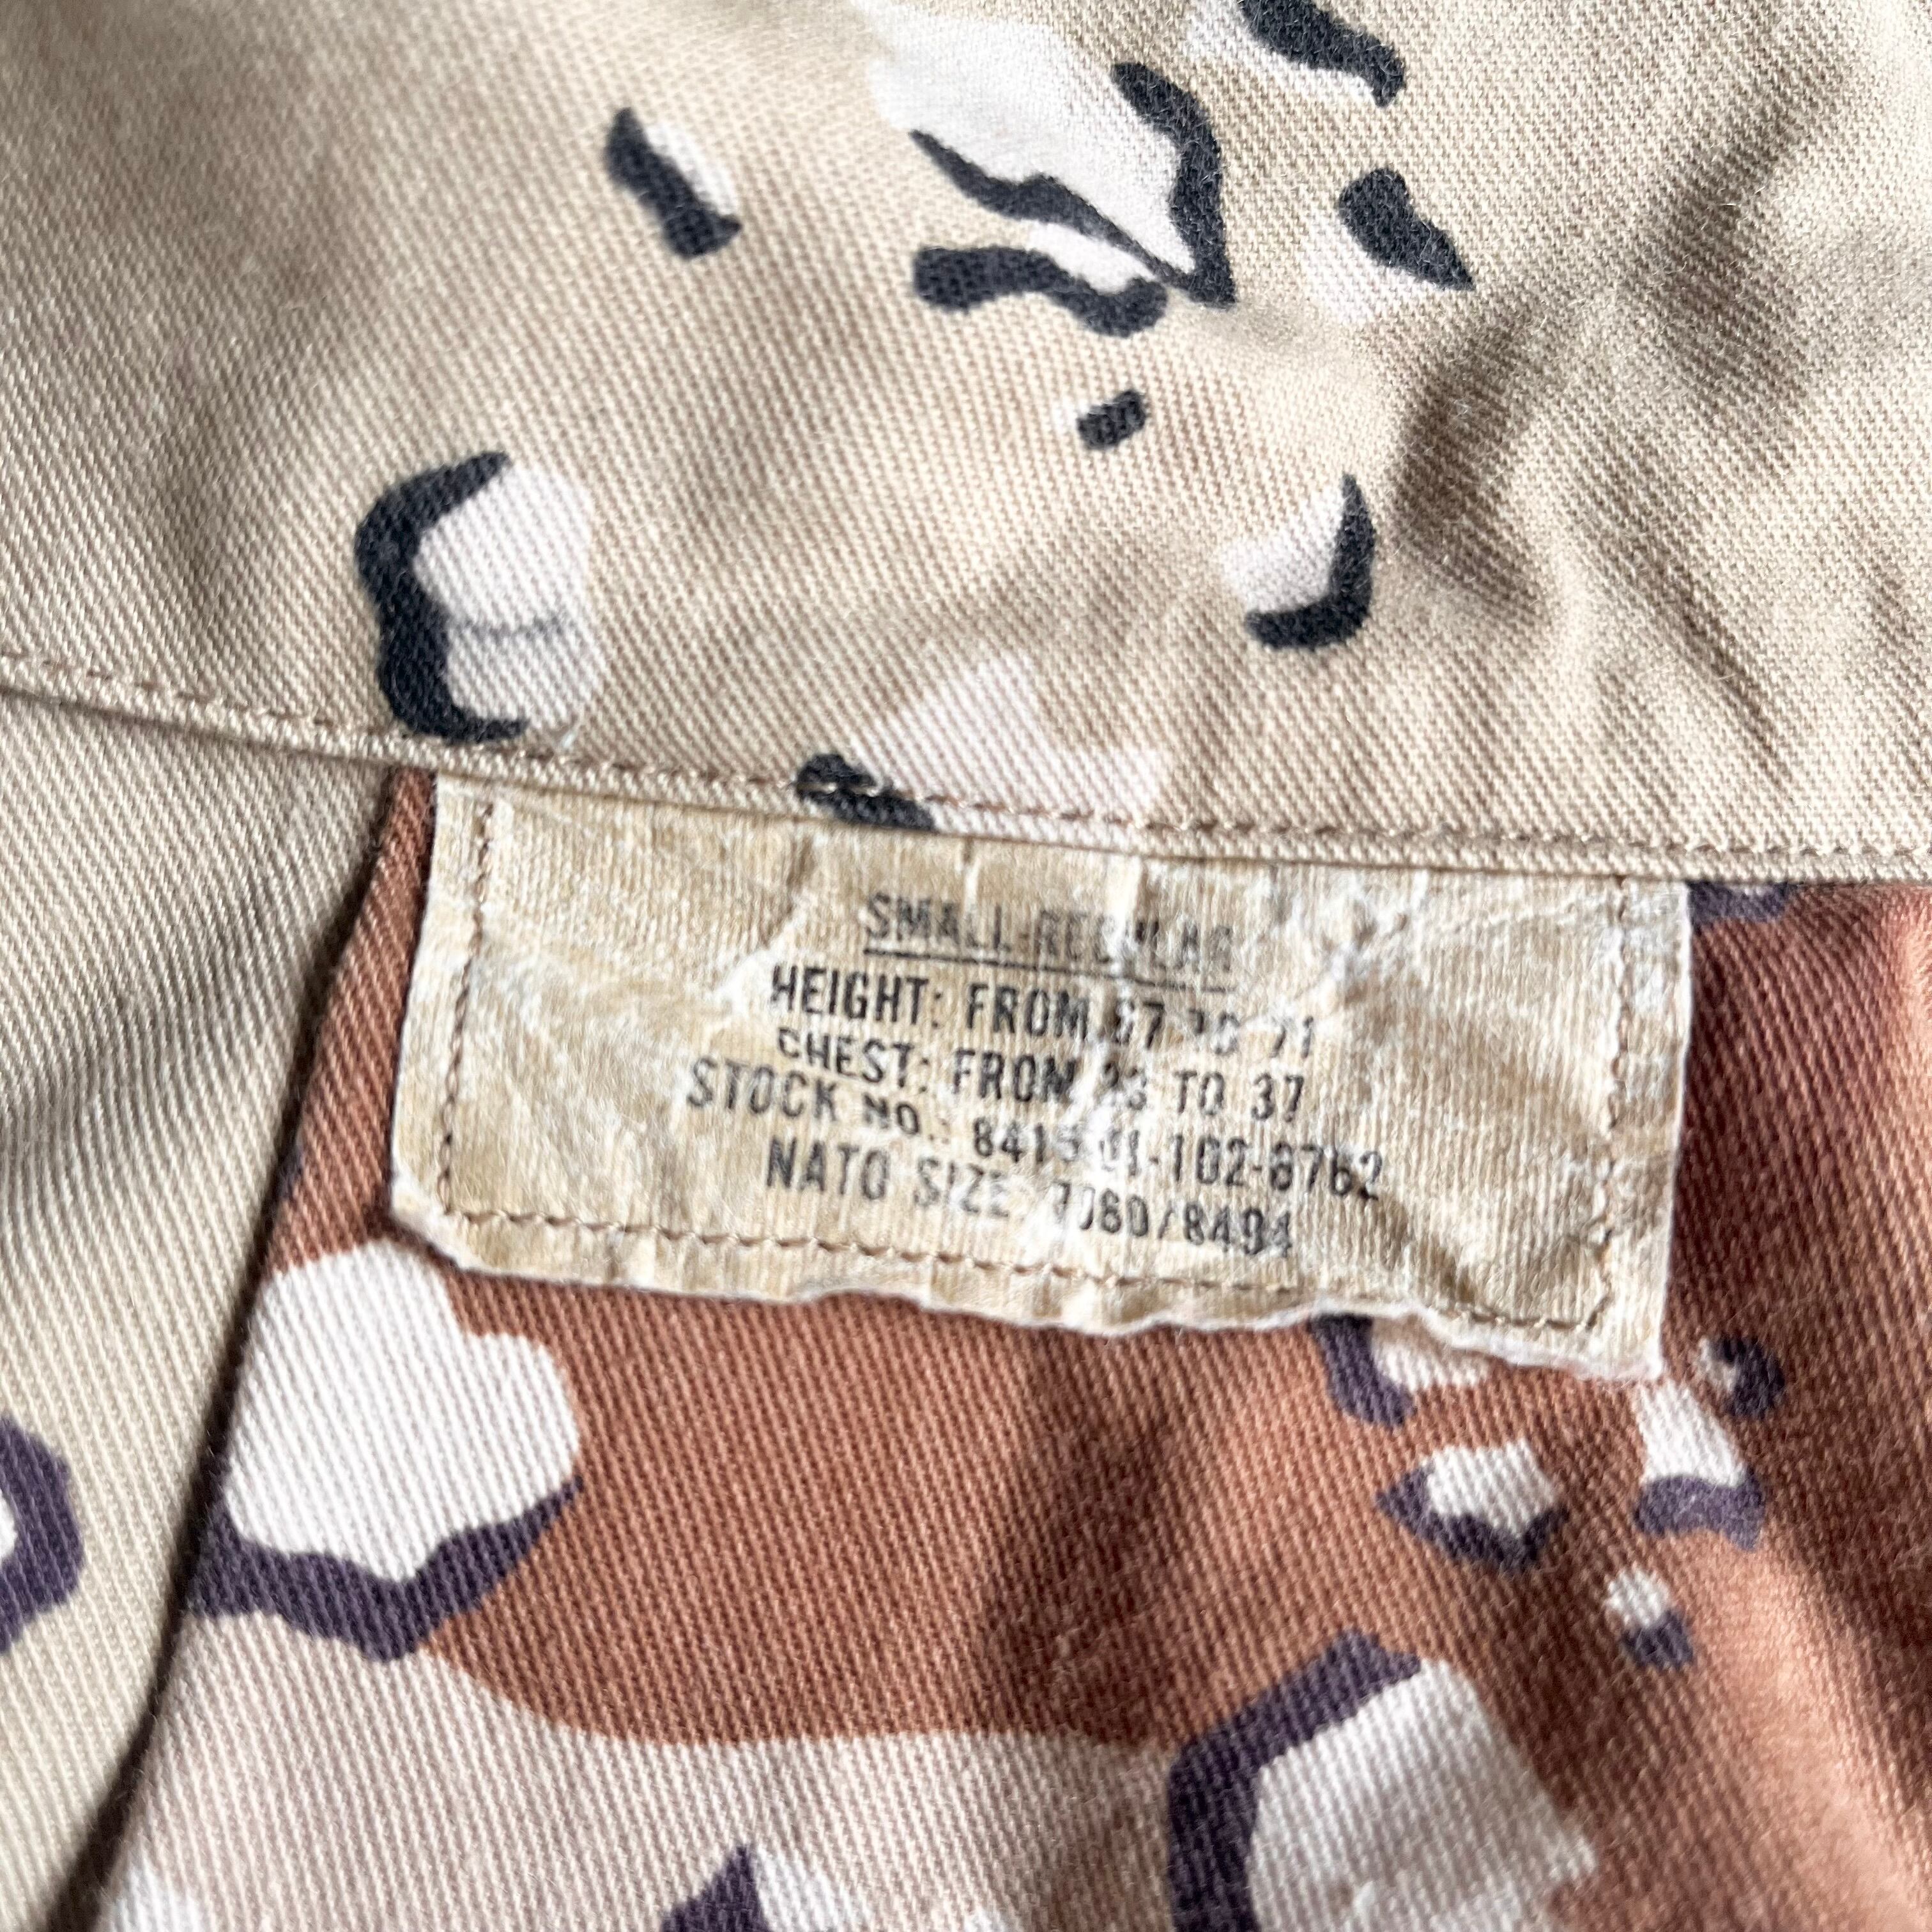 SMALL-REGULAR
HEIGHT: FROM 67 TO 71
CHEST: FROM 33 TO 37
STOCK NO.: 8415-01-102-6762
NATO SIZE: 7080/8494